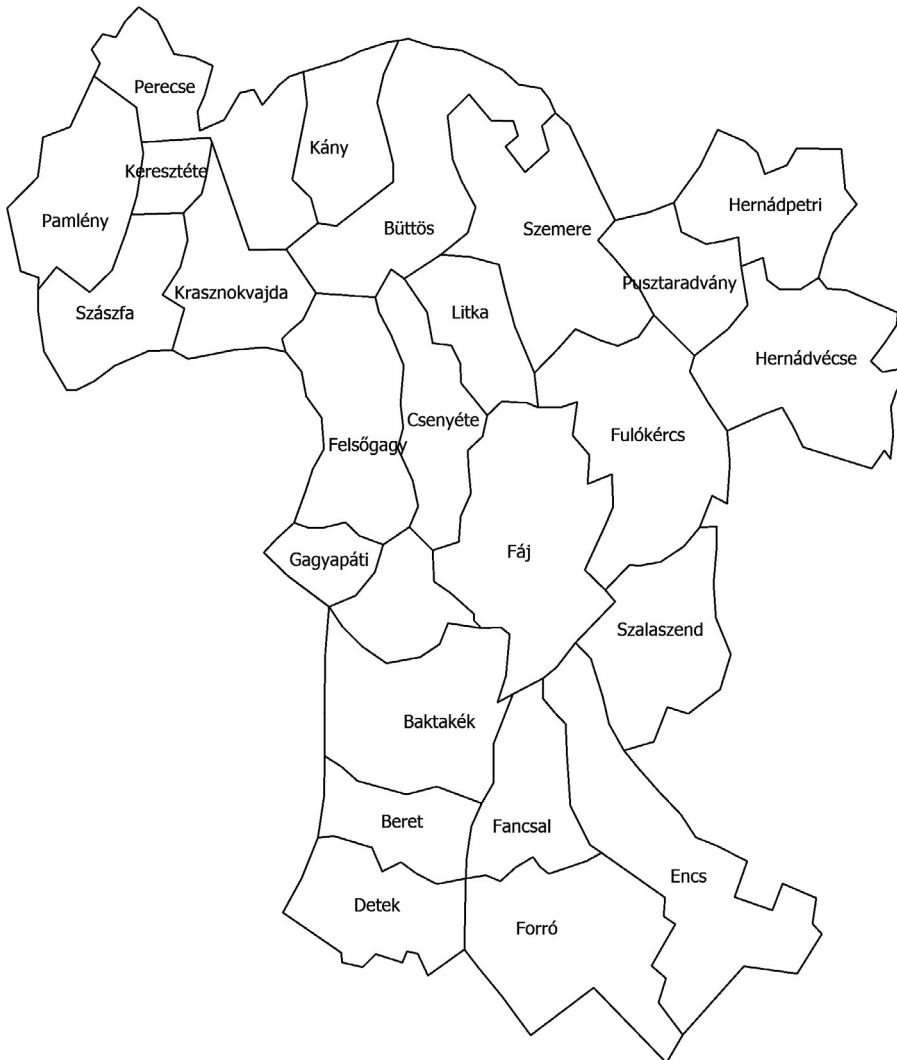 Perecse
Kány
Keresztéte
Hernádpetri
Pamlény
Büttös
Szemere
Pusztaradvány
Krasznokvajda
Szászfa
Litka
Hernádvécse
Csenyéte
Felsőgagy
Fulókércs
Gagyapáti
Fáj
Szalaszend
Baktakék
Beret
Fancsal
Encs
Detek
Forró